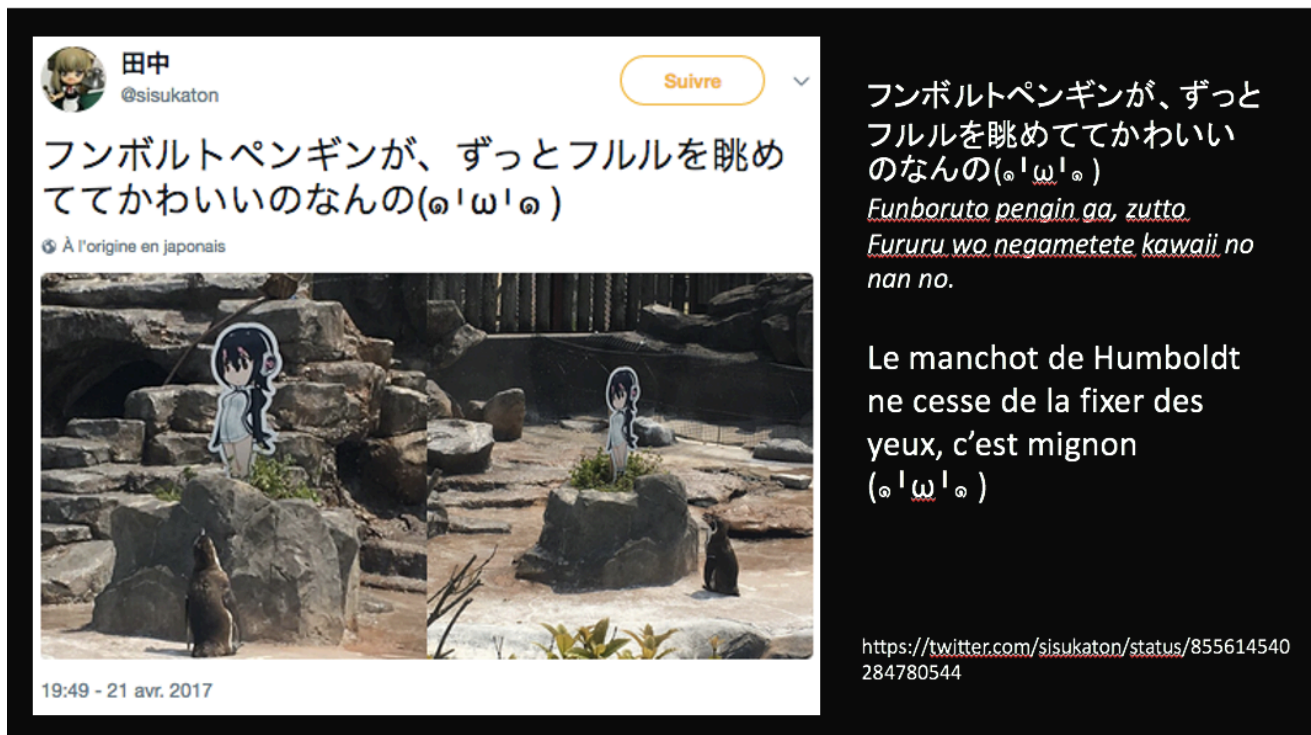 田中
@sisukaton
Suivre
フンボルトペンギンが、ずっとフルルを眺め
ててかわいいのなんの(๑╹ω╹๑ )
À l'origine en japonais
19:49 - 21 avr. 2017
フンボルトペンギンが、ずっと
フルルを眺めててかわいい
のなんの(๑╹ω╹๑ )
Funboruto pengin ga, zutto
Fururu wo negametete kawaii no
nan no.
Le manchot de Humboldt
ne cesse de la fixer des
yeux, c’est mignon
(๑╹ω╹๑ )
https://twitter.com/sisukaton/status/855614540
284780544